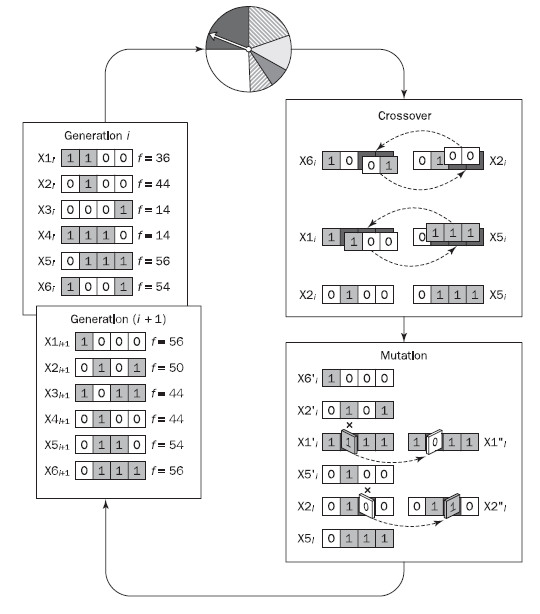 Generation i
X1i 1 1 0 0 f = 36
X2i 0 1 0 0 f = 44
X3i 0 0 0 1 f = 14
X4i 1 1 1 0 f = 14
X5i 0 1 1 1 f = 56
X6i 1 0 0 1 f = 54
Generation (i + 1)
X1i+1 1 0 0 0 f = 56
X2i+1 0 1 0 1 f = 50
X3i+1 1 0 1 1 f = 44
X4i+1 0 1 0 0 f = 44
X5i+1 0 1 1 0 f = 54
X6i+1 0 1 1 1 f = 56
Crossover
X6i 1 0 0 1 0 1 0 0 X2i
X1i 1 1 0 0 0 1 1 1 X5i
X2i 0 1 0 0 0 1 1 1 X5i
Mutation
X6'i 1 0 0 0
X2'i 0 1 0 1
×
X1'i 1 1 1 1 1 0 1 1 X1"i
X5'i 0 1 0 0
×
X2i 0 1 0 0 0 1 1 0 X2"i
X5i 0 1 1 1